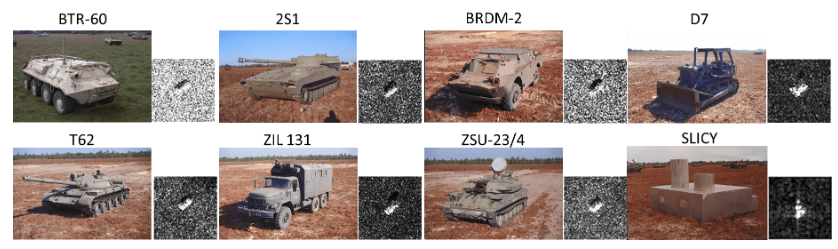 BTR-60
2S1
BRDM-2
D7
T62
ZIL 131
ZSU-23/4
SLICY